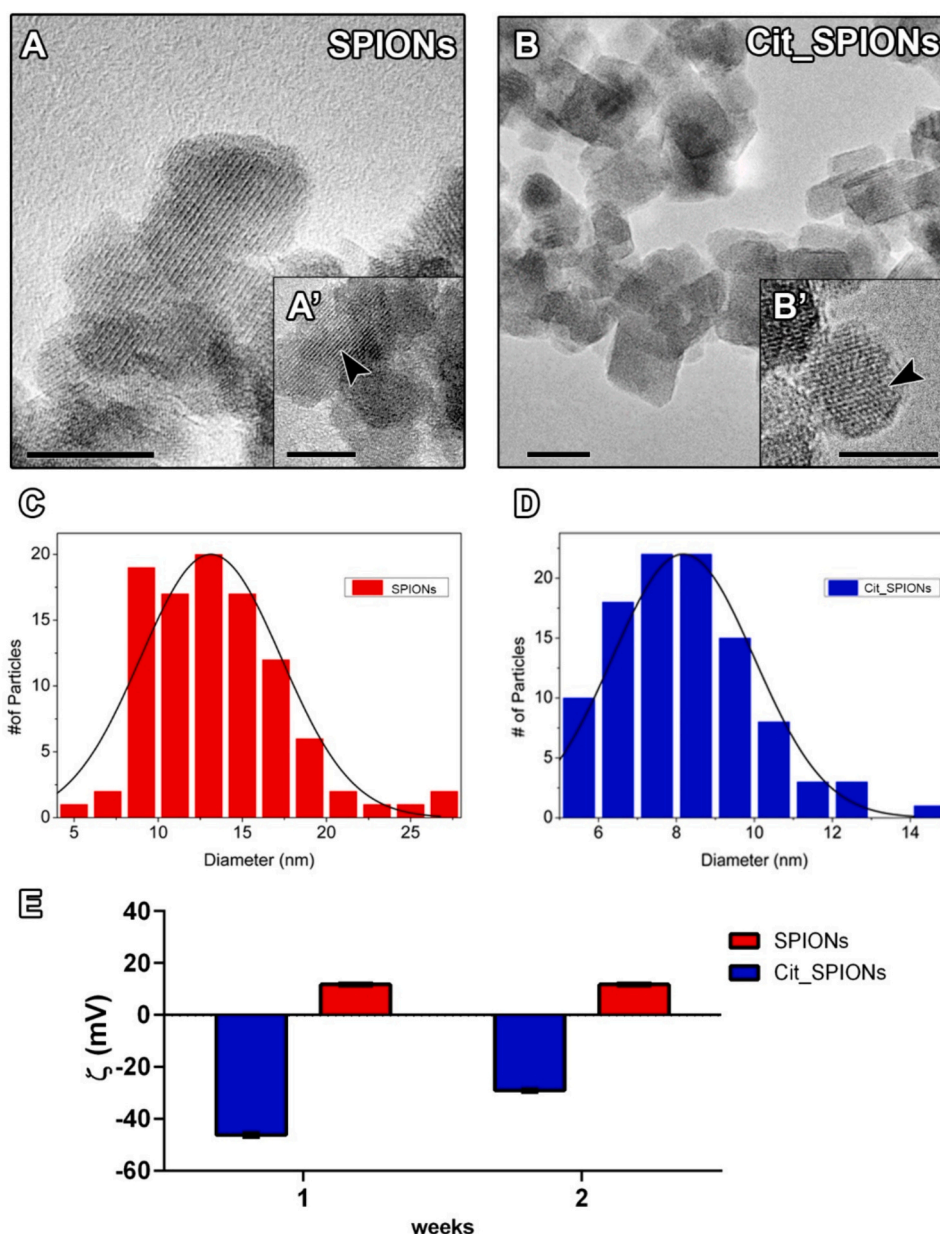 A
SPIONs
A’
B
Cit_SPIONs
B’
C
20
15
10
5
0
#of Particles
SPIONs
5
10
15
20
25
Diameter (nm)
D
20
15
10
5
0
# of Particles
Cit_SPIONs
6
8
10
12
14
Diameter (nm)
E
40
20
0
-20
-40
-60
ζ (mV)
SPIONs
Cit_SPIONs
1
2
weeks